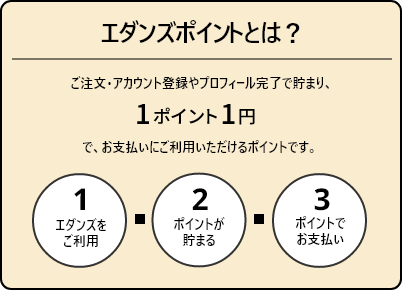 エダンズポイントとは？
ご注文・アカウント登録やプロフィール完了で貯まり、
1ポイント1円
で、お支払いにご利用いただけるポイントです。
1
エダンズを
ご利用
2
ポイントが
貯まる
3
ポイントで
お支払い